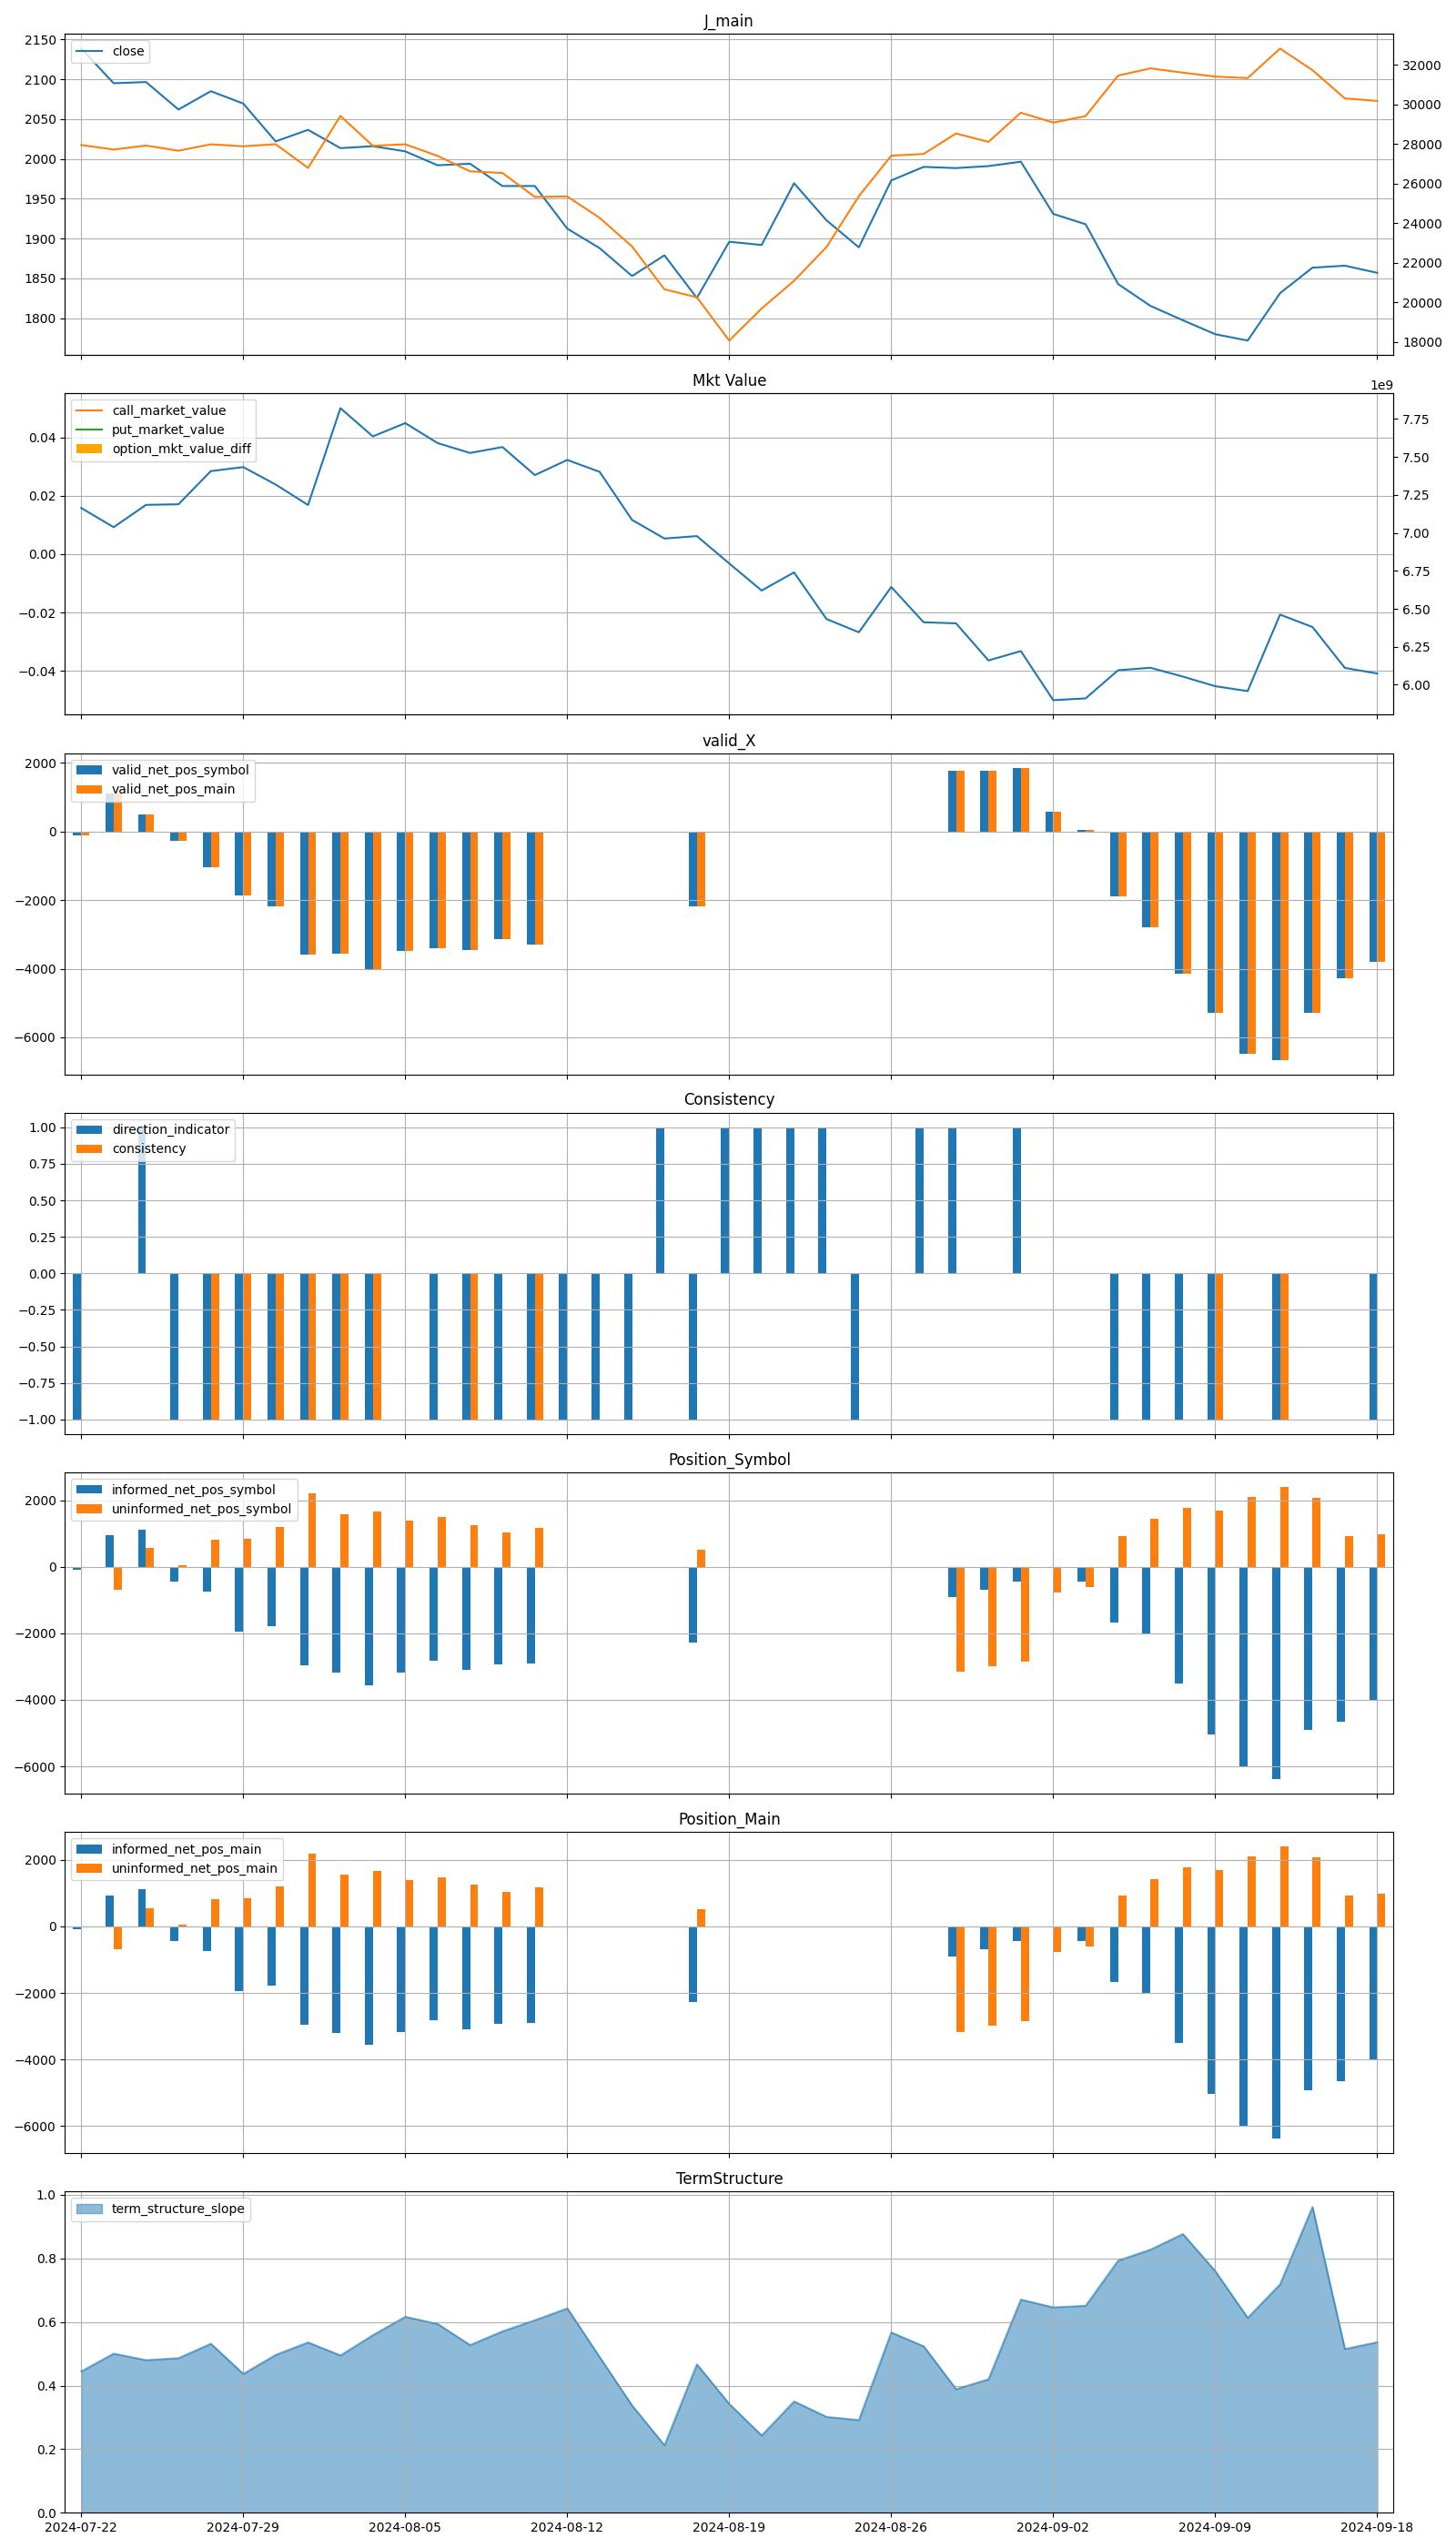 J_main
close
2150
2100
2050
2000
1950
1900
1850
1800
32000
30000
28000
26000
24000
22000
20000
18000
Mkt Value
1e9
call_market_value
put_market_value
option_mkt_value_diff
0.04
0.02
0.00
−0.02
−0.04
7.75
7.50
7.25
7.00
6.75
6.50
6.25
6.00
valid_X
valid_net_pos_symbol
valid_net_pos_main
2000
0
−2000
−4000
−6000
Consistency
direction_indicator
consistency
1.00
0.75
0.50
0.25
0.00
−0.25
−0.50
−0.75
−1.00
Position_Symbol
informed_net_pos_symbol
uninformed_net_pos_symbol
2000
0
−2000
−4000
−6000
Position_Main
informed_net_pos_main
uninformed_net_pos_main
2000
0
−2000
−4000
−6000
TermStructure
term_structure_slope
1.0
0.8
0.6
0.4
0.2
0.0
2024-07-22 2024-07-29 2024-08-05 2024-08-12 2024-08-19 2024-08-26 2024-09-02 2024-09-09 2024-09-18